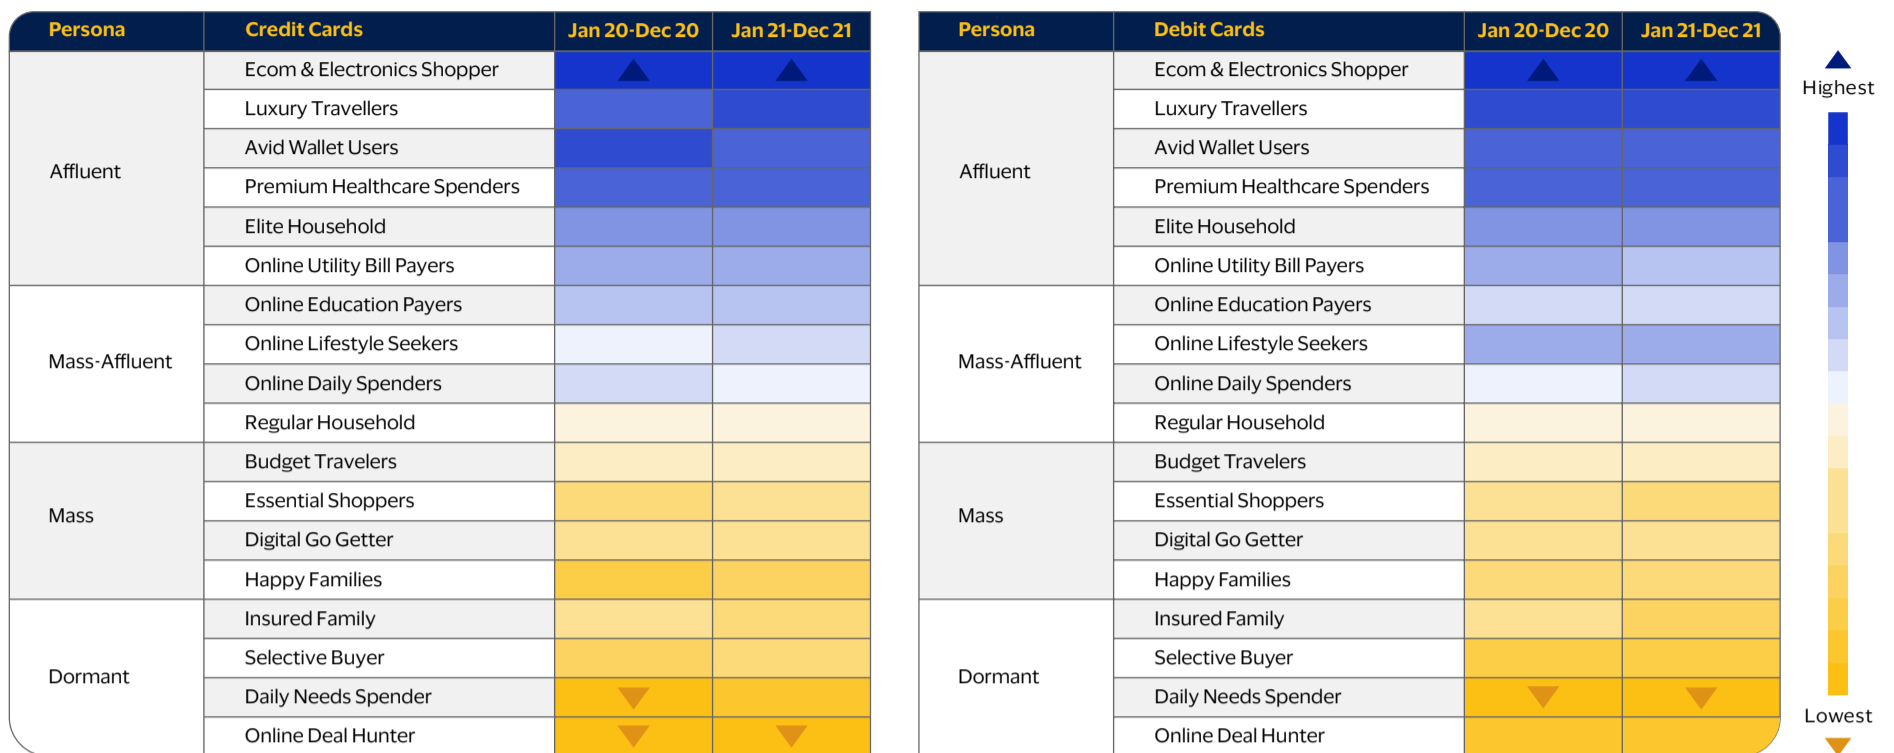 Persona Credit Cards Jan 20-Dec 20 Jan 21-Dec 21
Affluent
Ecom & Electronics Shopper
Luxury Travellers
Avid Wallet Users
Premium Healthcare Spenders
Elite Household
Online Utility Bill Payers
Mass-Affluent
Online Education Payers
Online Lifestyle Seekers
Online Daily Spenders
Regular Household
Mass
Budget Travelers
Essential Shoppers
Digital Go Getter
Happy Families
Dormant
Insured Family
Selective Buyer
Daily Needs Spender
Online Deal Hunter
Persona Debit Cards Jan 20-Dec 20 Jan 21-Dec 21
Affluent
Ecom & Electronics Shopper
Luxury Travellers
Avid Wallet Users
Premium Healthcare Spenders
Elite Household
Online Utility Bill Payers
Mass-Affluent
Online Education Payers
Online Lifestyle Seekers
Online Daily Spenders
Regular Household
Mass
Budget Travelers
Essential Shoppers
Digital Go Getter
Happy Families
Dormant
Insured Family
Selective Buyer
Daily Needs Spender
Online Deal Hunter
Highest
Lowest